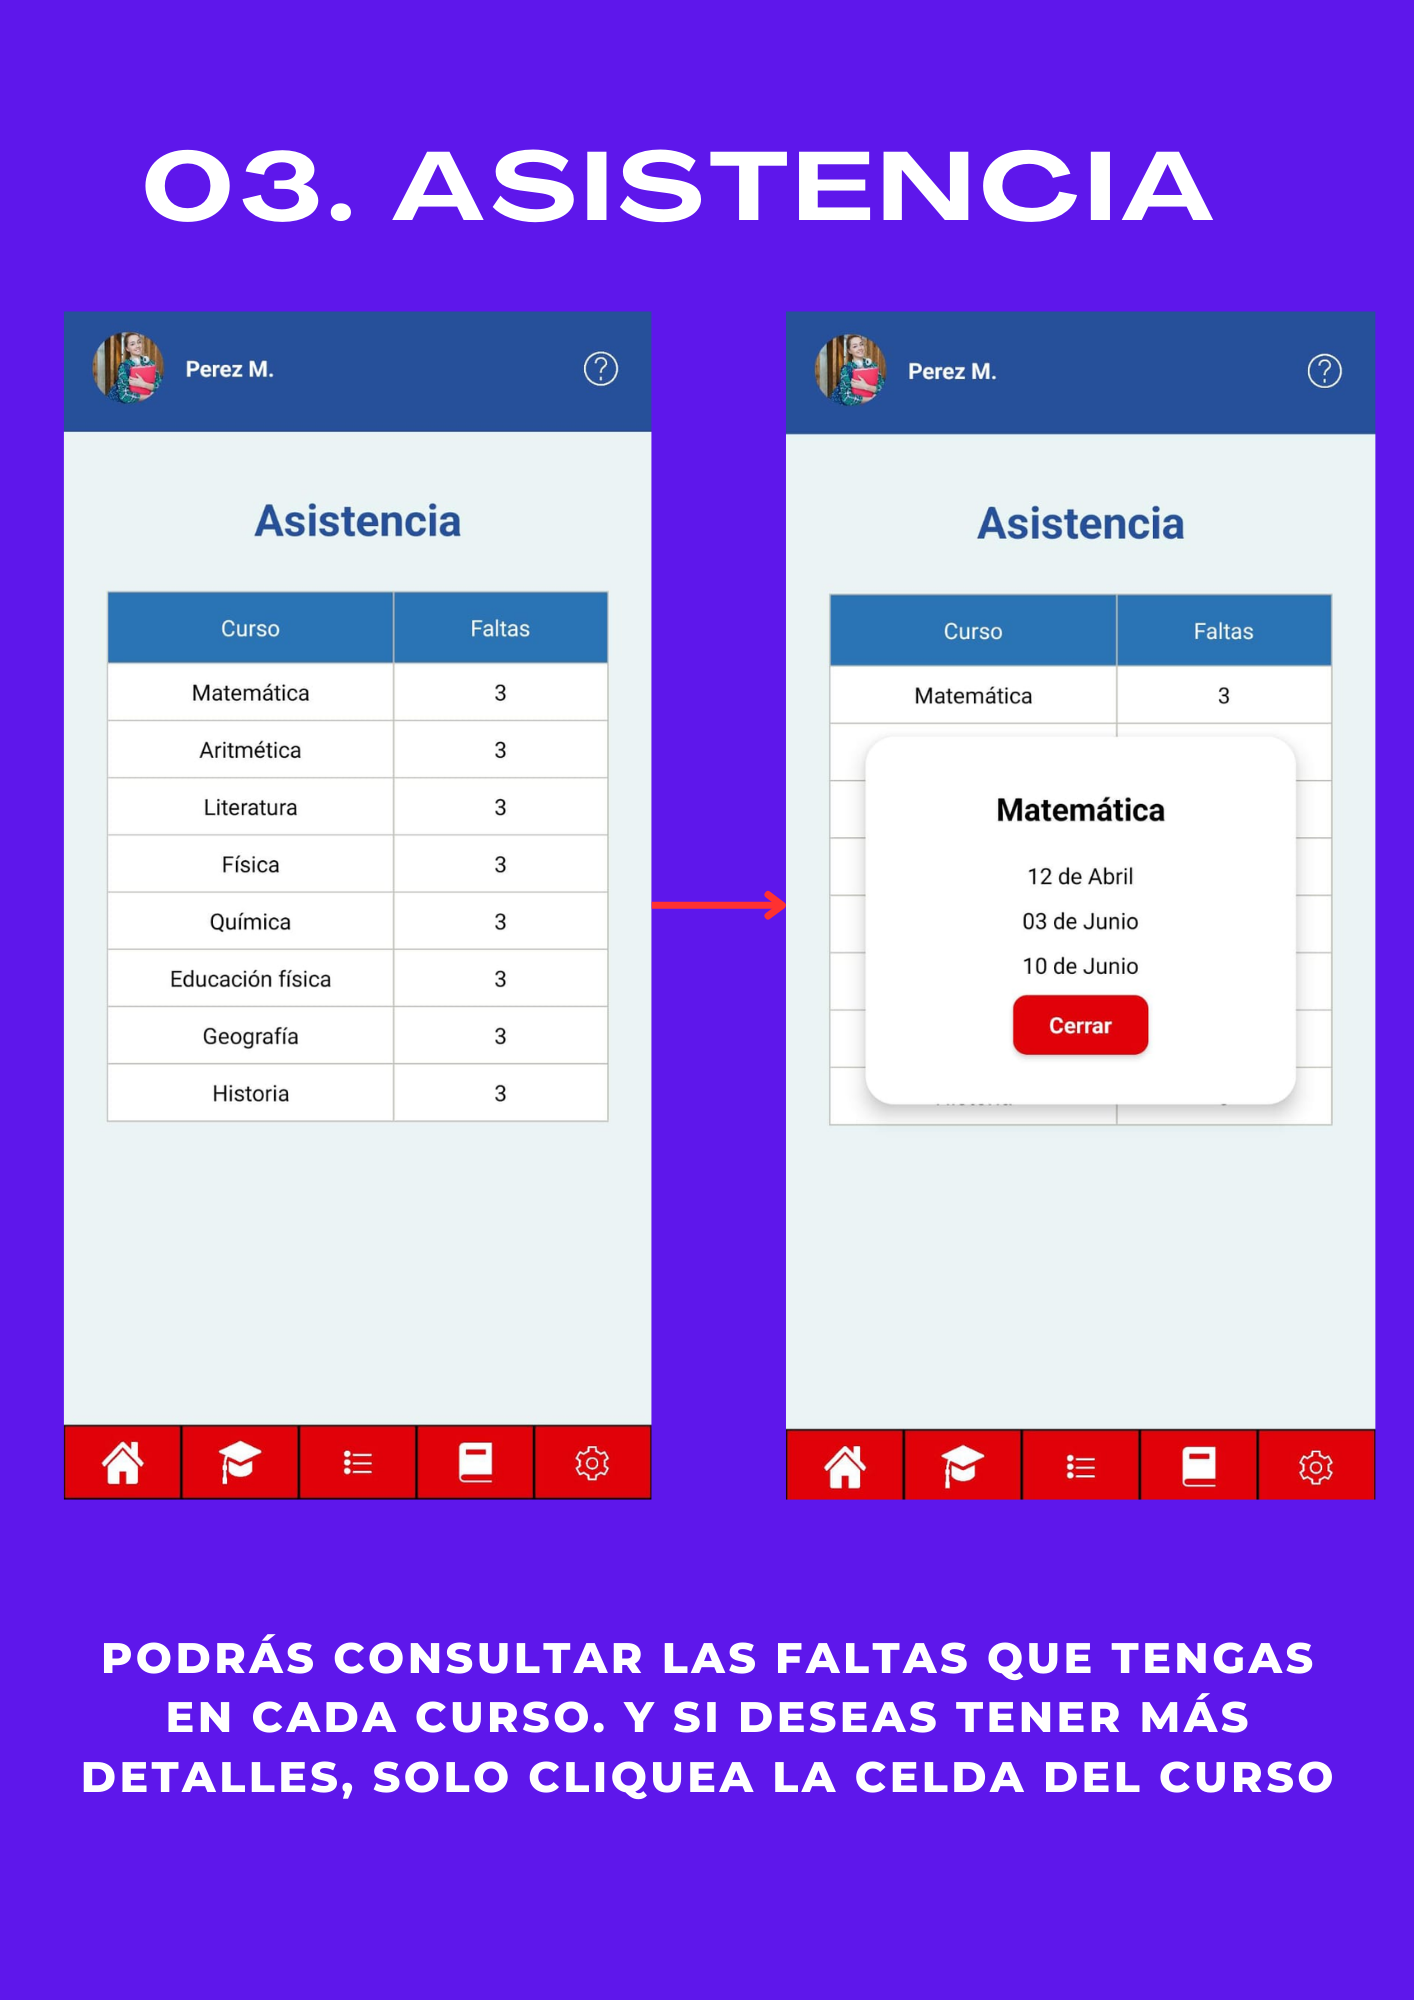 03. ASISTENCIA
Perez M.
Asistencia
Curso Faltas
Matemática 3
Aritmética 3
Literatura 3
Física 3
Química 3
Educación física 3
Geografía 3
Historia 3
Perez M.
Asistencia
Curso Faltas
Matemática 3
Matemática
12 de Abril
03 de Junio
10 de Junio
Cerrar
PODRÁS CONSULTAR LAS FALTAS QUE TENGAS
EN CADA CURSO. Y SI DESEAS TENER MÁS
DETALLES, SOLO CLIQUEA LA CELDA DEL CURSO